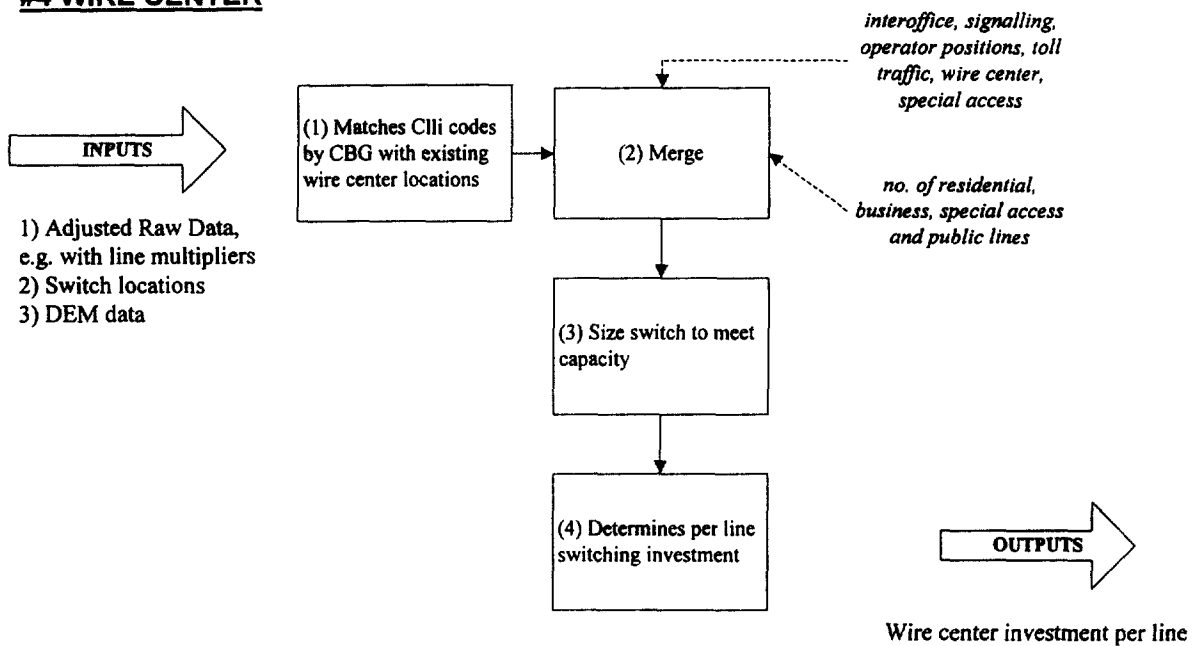 #4 WIRE CENTER
interoffice, signalling,
operator positions, toll
traffic, wire center,
special access
INPUTS
(1) Matches Clli codes
by CBG with existing
wire center locations
(2) Merge
no. of residential,
business, special access
and public lines
1) Adjusted Raw Data,
e.g. with line multipliers
2) Switch locations
3) DEM data
(3) Size switch to meet
capacity
(4) Determines per line
switching investment
OUTPUTS
Wire center investment per line